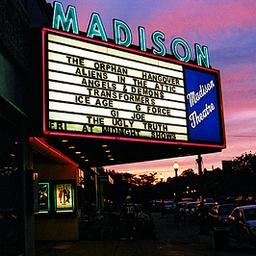 MADISON
THE ORPHAN HANGOVER
ALIENS IN THE ATTIC
ANGELS & DEMONS
TRANSFORMERS
ICE AGE G FORCE
GI JOE
THE UGLY TRUTH
FRI AT MIDNIGHT SHOWS
Madison
Theatre